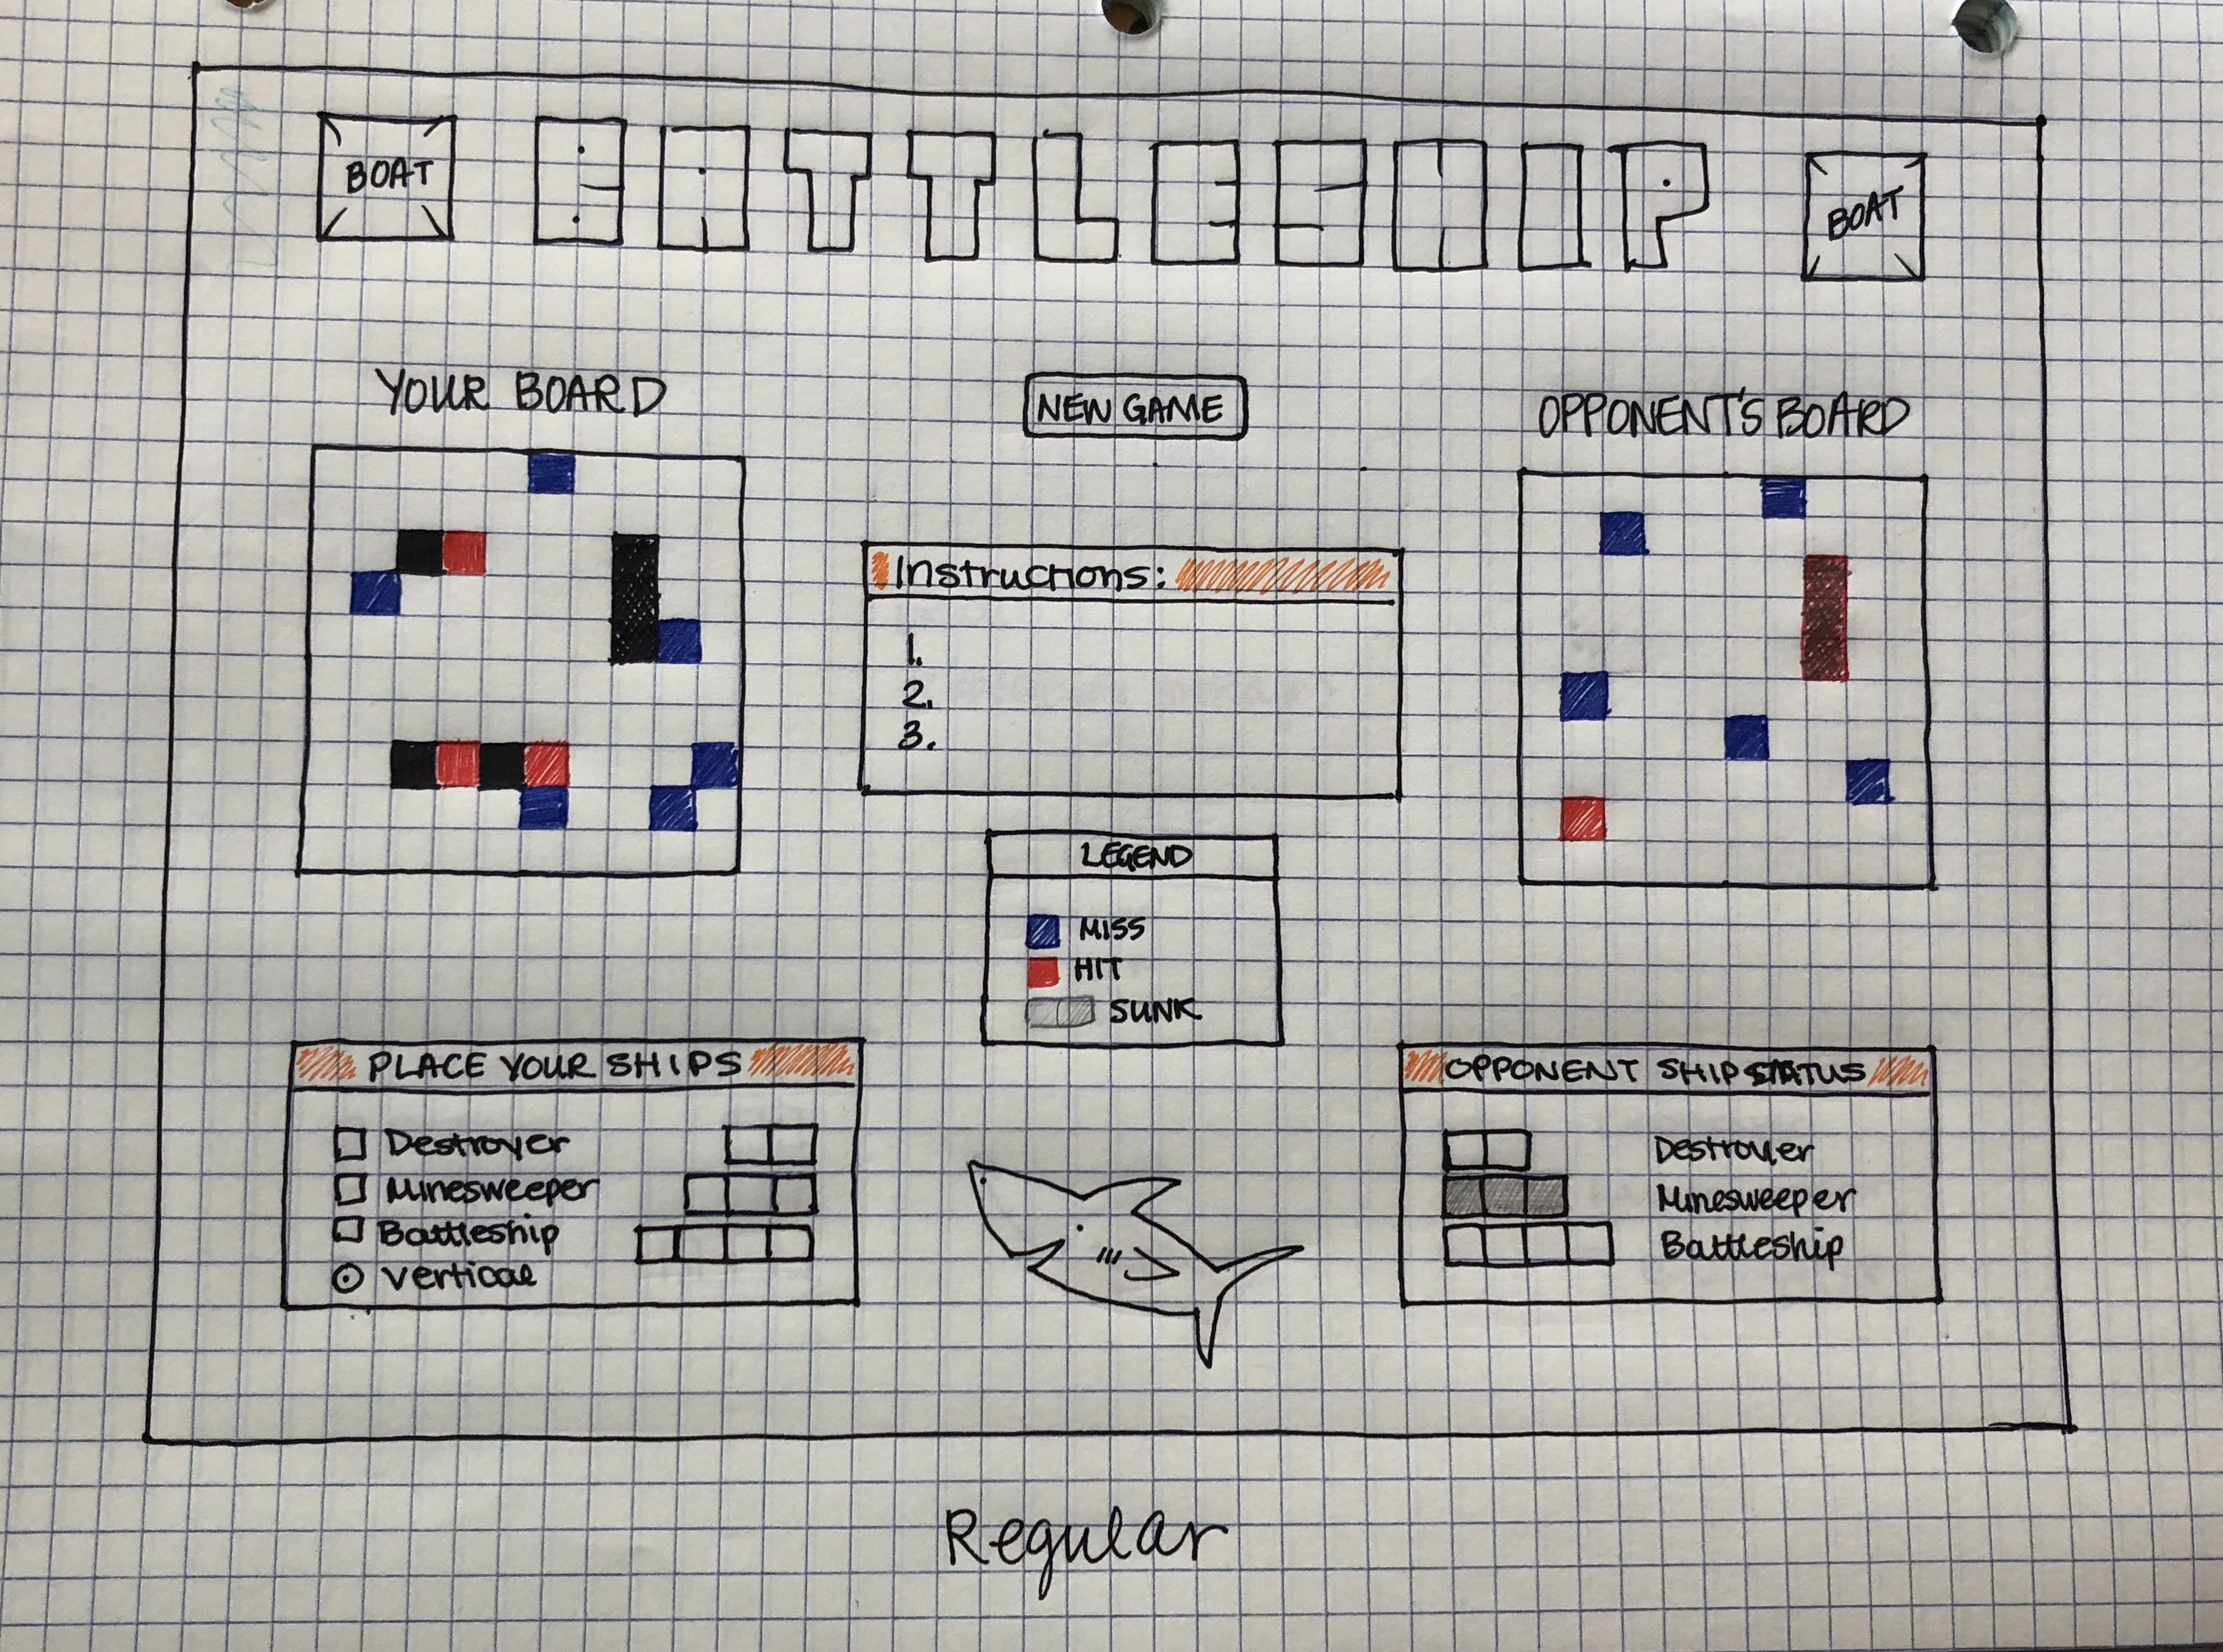 BOAT BATTLESHIP BOAT
YOUR BOARD
NEW GAME
OPPONENT'S BOARD
Instructions:
1.
2.
3.
LEGEND
MISS
HIT
SUNK
PLACE YOUR SHIPS
Destroyer
Minesweeper
Battleship
Vertical
OPPONENT SHIP STATUS
Destroyer
Minesweeper
Battleship
Regular